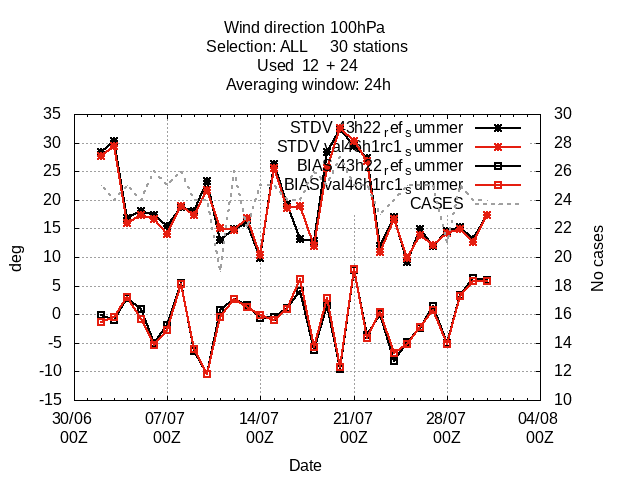 Wind direction 100hPa
Selection: ALL 30 stations
Used 12 + 24
Averaging window: 24h
35 30
30 28
25 26
20 24
15 22
10 20
5 18
0 16
-5 14
-10 12
-15 10
STDV 43h22_ref_summer
STDV val46h1rc1_summer
BIAS 43h22_ref_summer
BIAS val46h1rc1_summer
CASES
deg
No cases
30/06 07/07 14/07 21/07 28/07 04/08
00Z 00Z 00Z 00Z 00Z 00Z
Date